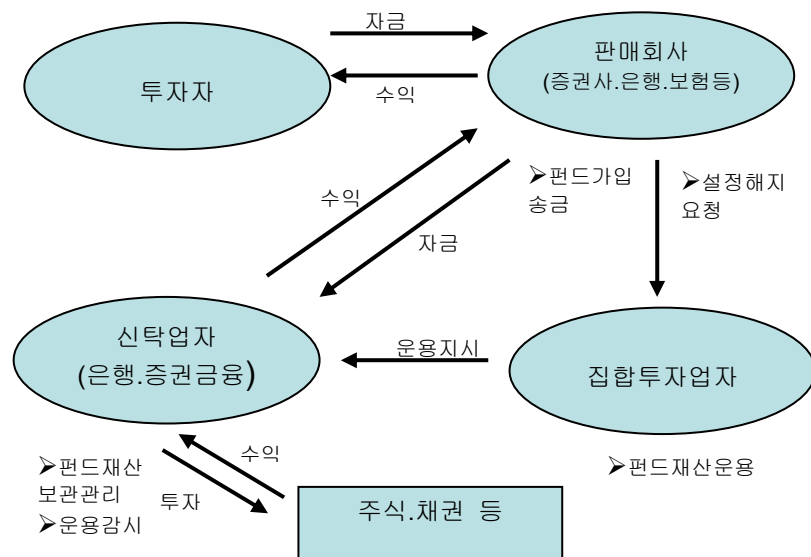 자금
판매회사
(증권사.은행.보험등)
투자자
수익
➤펀드가입
송금
➤설정해지
요청
수익
자금
신탁업자
(은행.증권금융)
운용지시
집합투자업자
➤펀드재산
보관관리
➤운용감시
수익
투자
➤펀드재산운용
주식.채권 등